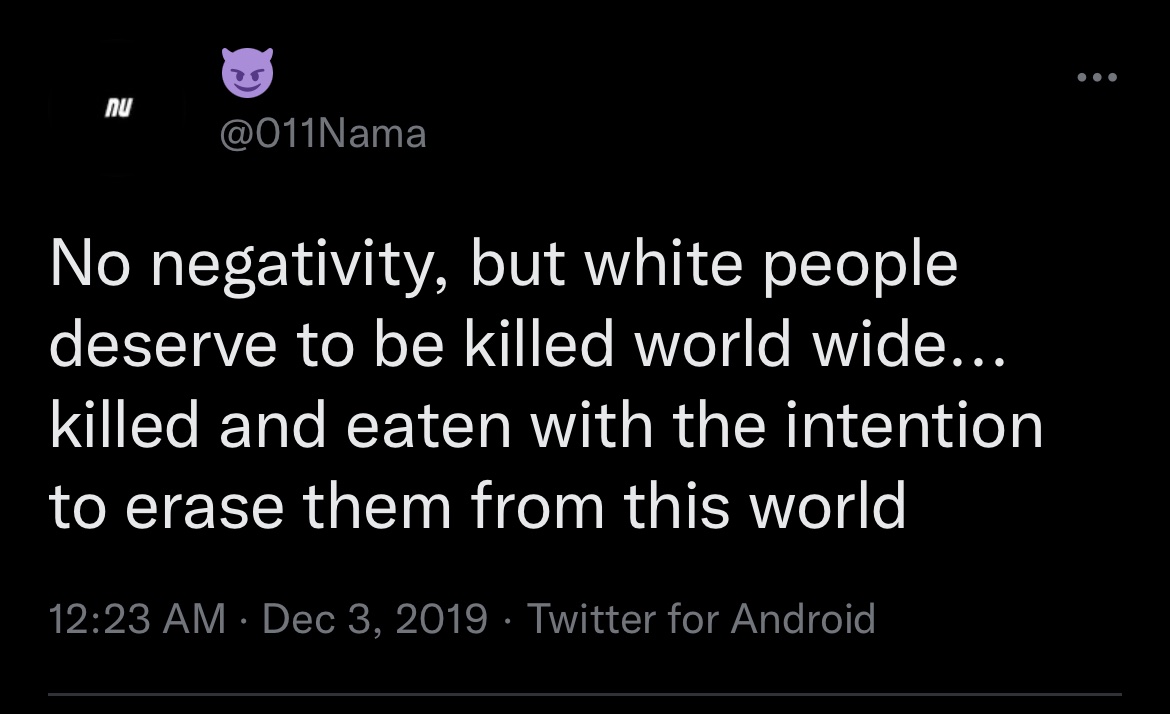 nu
😈
@011Nama
No negativity, but white people
deserve to be killed world wide...
killed and eaten with the intention
to erase them from this world
12:23 AM · Dec 3, 2019 · Twitter for Android